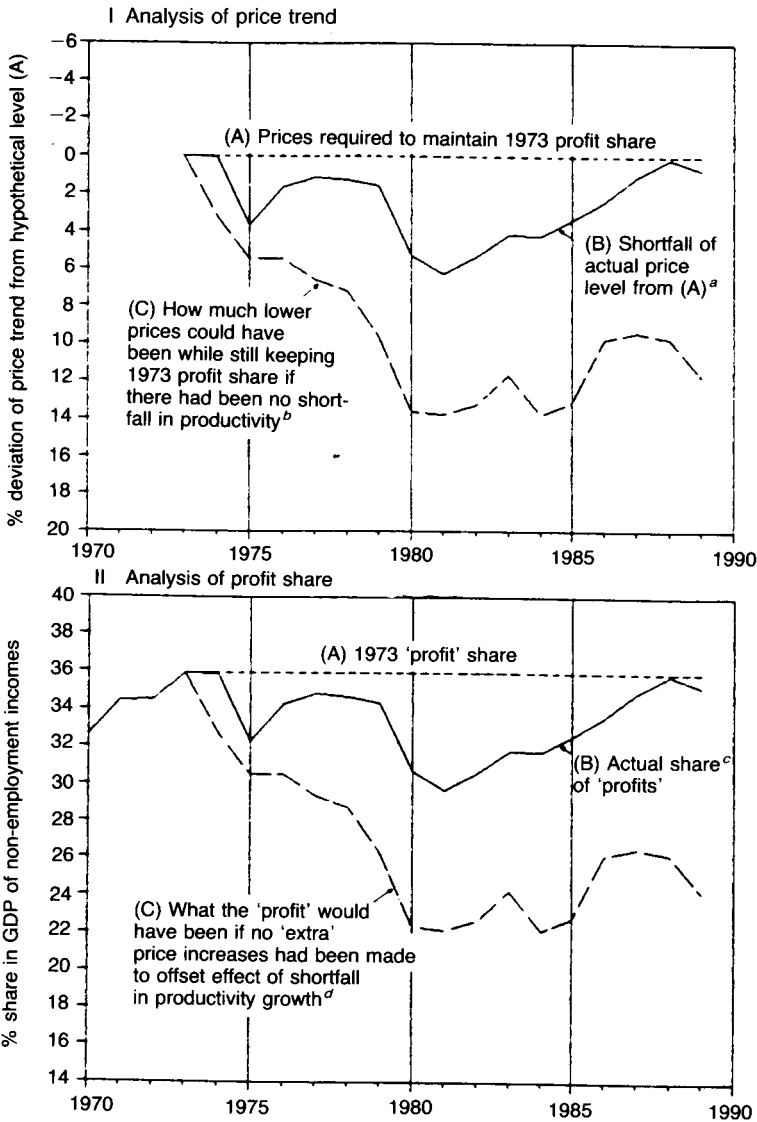 I Analysis of price trend
% deviation of price trend from hypothetical level (A)
−6
−4
−2
0
2
4
6
8
10
12
14
16
18
20
(A) Prices required to maintain 1973 profit share
(B) Shortfall of
actual price
level from (A)ᵃ
(C) How much lower
prices could have
been while still keeping
1973 profit share if
there had been no short-
fall in productivityᵇ
1970 1975 1980 1985 1990
II Analysis of profit share
% share in GDP of non-employment incomes
40
38
36
34
32
30
28
26
24
22
20
18
16
14
(A) 1973 ‘profit’ share
(B) Actual shareᶜ
of ‘profits’
(C) What the ‘profit’ would
have been if no ‘extra’
price increases had been made
to offset effect of shortfall
in productivity growthᵈ
1970 1975 1980 1985 1990